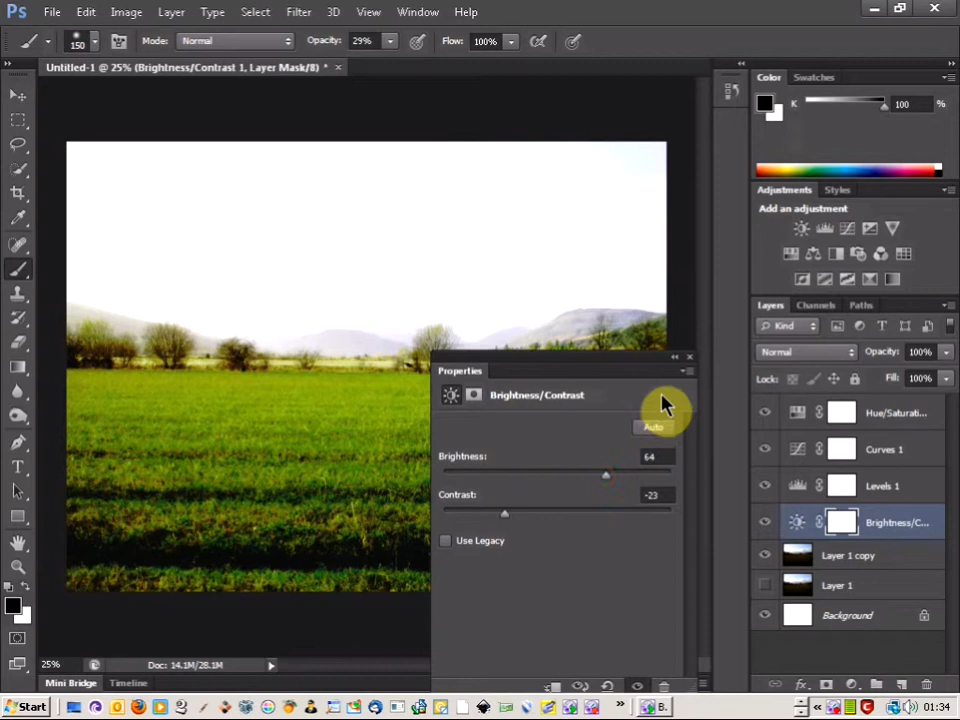 Ps File Edit Image Layer Type Select Filter 3D View Window Help
150 Mode: Normal Opacity: 29% Flow: 100%
Untitled-1 @ 25% (Brightness/Contrast 1, Layer Mask/8) *
Color Swatches
K 100 %
Adjustments Styles
Add an adjustment
Layers Channels Paths
Kind
Normal Opacity: 100%
Lock: Fill: 100%
Hue/Saturati...
Curves 1
Levels 1
Brightness/C...
Layer 1 copy
Layer 1
Background
Properties
Brightness/Contrast
Auto
Brightness: 64
Contrast: -23
Use Legacy
25% Doc: 14.1M/28.1M
Mini Bridge Timeline
Start B. 01:34